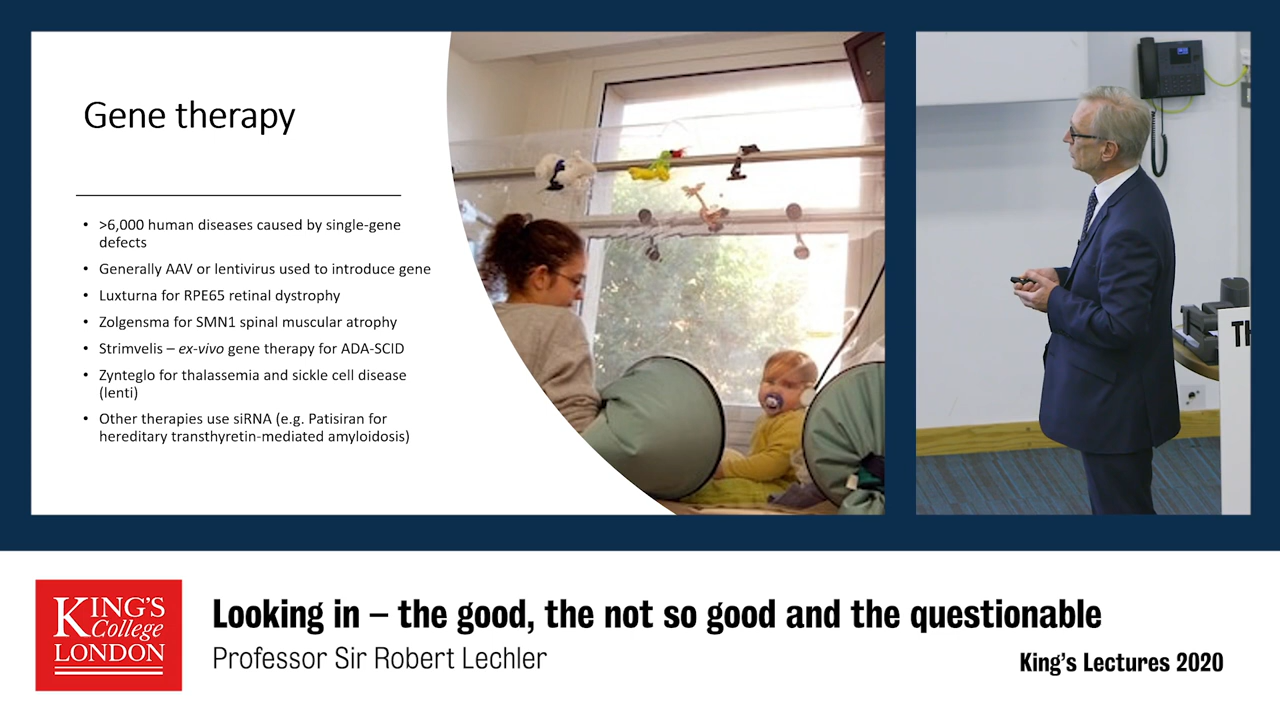 Gene therapy
• >6,000 human diseases caused by single-gene
defects
• Generally AAV or lentivirus used to introduce gene
• Luxturna for RPE65 retinal dystrophy
• Zolgensma for SMN1 spinal muscular atrophy
• Strimvelis – ex-vivo gene therapy for ADA-SCID
• Zynteglo for thalassemia and sickle cell disease
(lenti)
• Other therapies use siRNA (e.g. Patisiran for
hereditary transthyretin-mediated amyloidosis)
TH
KING'S
College
LONDON
Looking in – the good, the not so good and the questionable
Professor Sir Robert Lechler
King's Lectures 2020